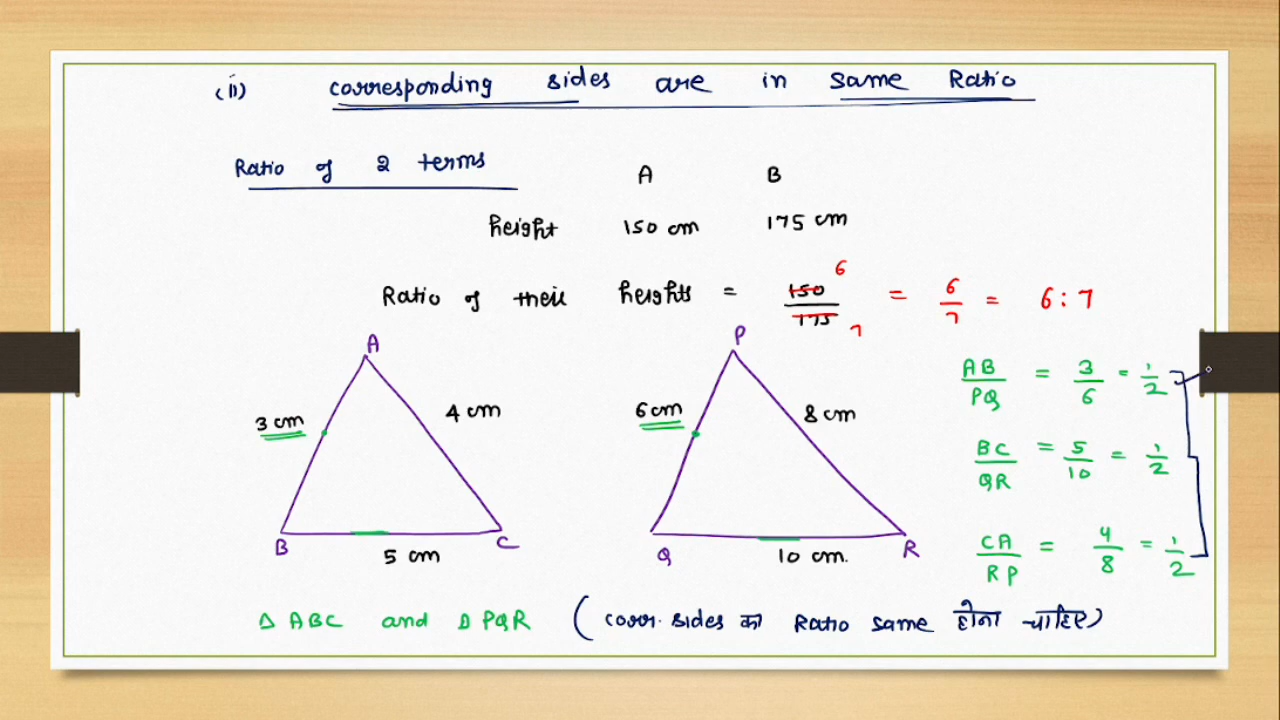 (ii) corresponding sides are in same Ratio
Ratio of 2 terms
A B
height 150 cm 175 cm
Ratio of their heights = 150/175 6 7 = 6/7 = 6 : 7
A P
AB/PQ = 3/6 = 1/2
3 cm 4 cm 6 cm 8 cm
BC/QR = 5/10 = 1/2
B C Q R
5 cm 10 cm.
CA/RP = 4/8 = 1/2
Δ ABC and Δ PQR ( corr. sides का Ratio same होना चाहिए)